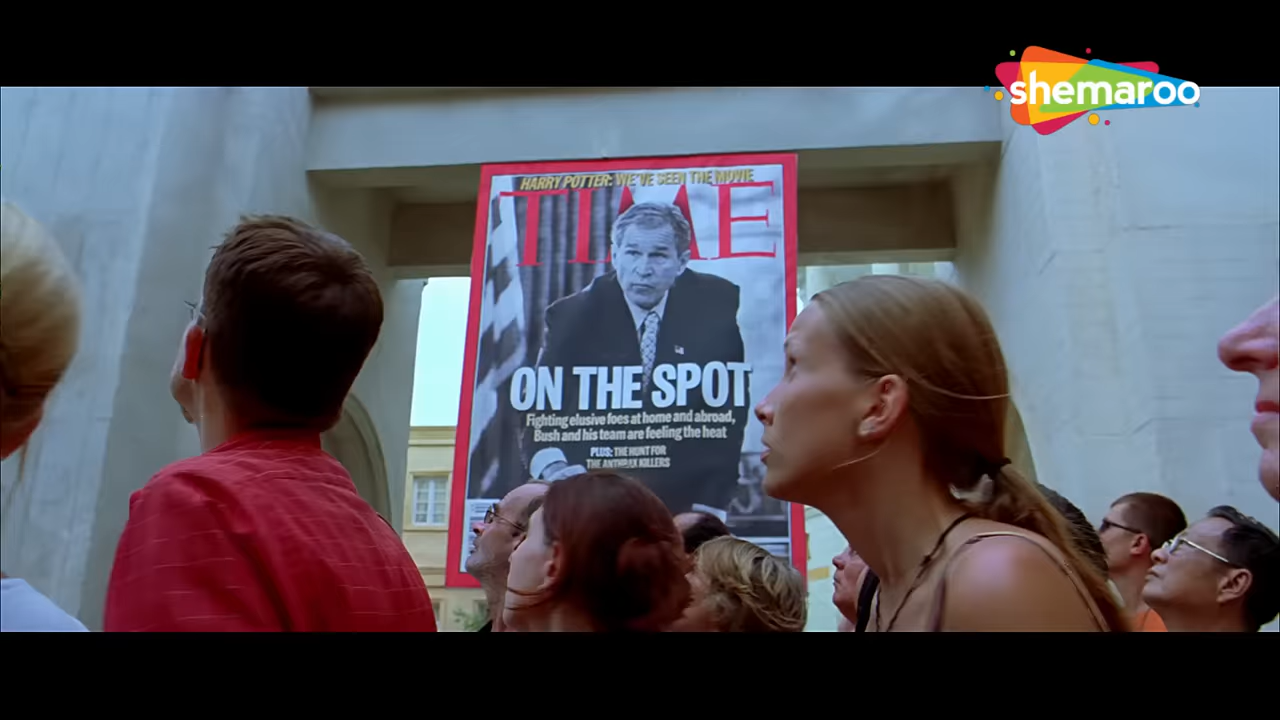 shemaroo
HARRY POTTER: WE'VE SEEN THE MOVIE
TIME
ON THE SPOT
Fighting elusive foes at home and abroad,
Bush and his team are feeling the heat
PLUS: THE HUNT FOR
THE ANTHRAX KILLERS